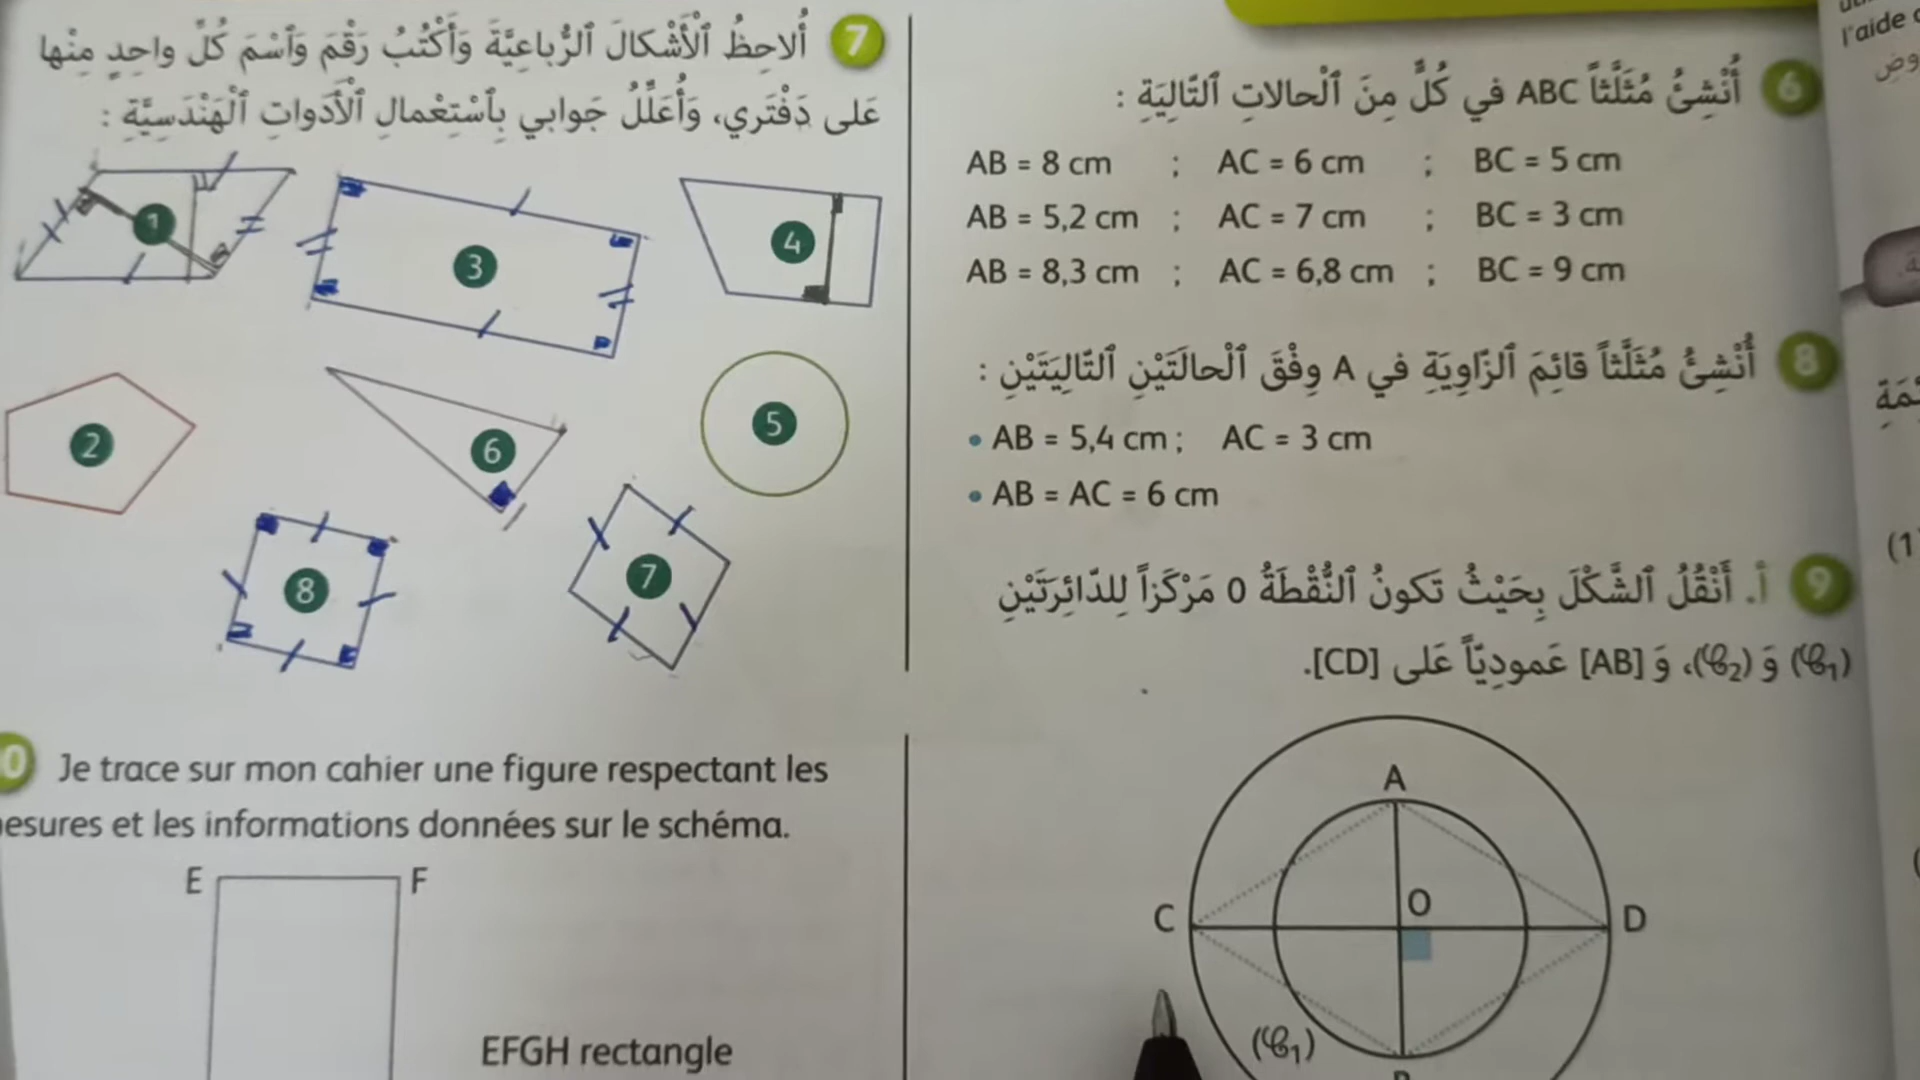 6 أُنْشِئُ مُثَلَّثاً ABC في كُلٍّ مِنَ ٱلْحالاتِ ٱلتّالِيَةِ :
AB = 8 cm ; AC = 6 cm ; BC = 5 cm
AB = 5,2 cm ; AC = 7 cm ; BC = 3 cm
AB = 8,3 cm ; AC = 6,8 cm ; BC = 9 cm
8 أُنْشِئُ مُثَلَّثاً قائِمَ ٱلزّاوِيَةِ في A وِفْقَ ٱلْحالَتَيْنِ ٱلتّالِيَتَيْنِ :
• AB = 5,4 cm ; AC = 3 cm
• AB = AC = 6 cm
9 أ. أَنْقُلُ ٱلشَّكْلَ بِحَيْثُ تَكونُ ٱلنُّقْطَةُ O مَرْكَزاً لِلدّائِرَتَيْنِ
(𝒞1) وَ (𝒞2)، وَ [AB] عَمودِيّاً عَلى [CD].
A
O
C
D
(𝒞1)
7 أُلاحِظُ ٱلْأَشْكالَ ٱلرُّباعِيَّةَ وَأَكْتُبُ رَقْمَ وَٱسْمَ كُلِّ واحِدٍ مِنْها
عَلى دَفْتَري، وَأُعَلِّلُ جَوابي بِٱسْتِعْمالِ ٱلْأَدَواتِ ٱلْهَنْدَسِيَّةِ :
1
3
4
2
6
5
8
7
0 Je trace sur mon cahier une figure respectant les
esures et les informations données sur le schéma.
E
F
EFGH rectangle
l'aide
(1